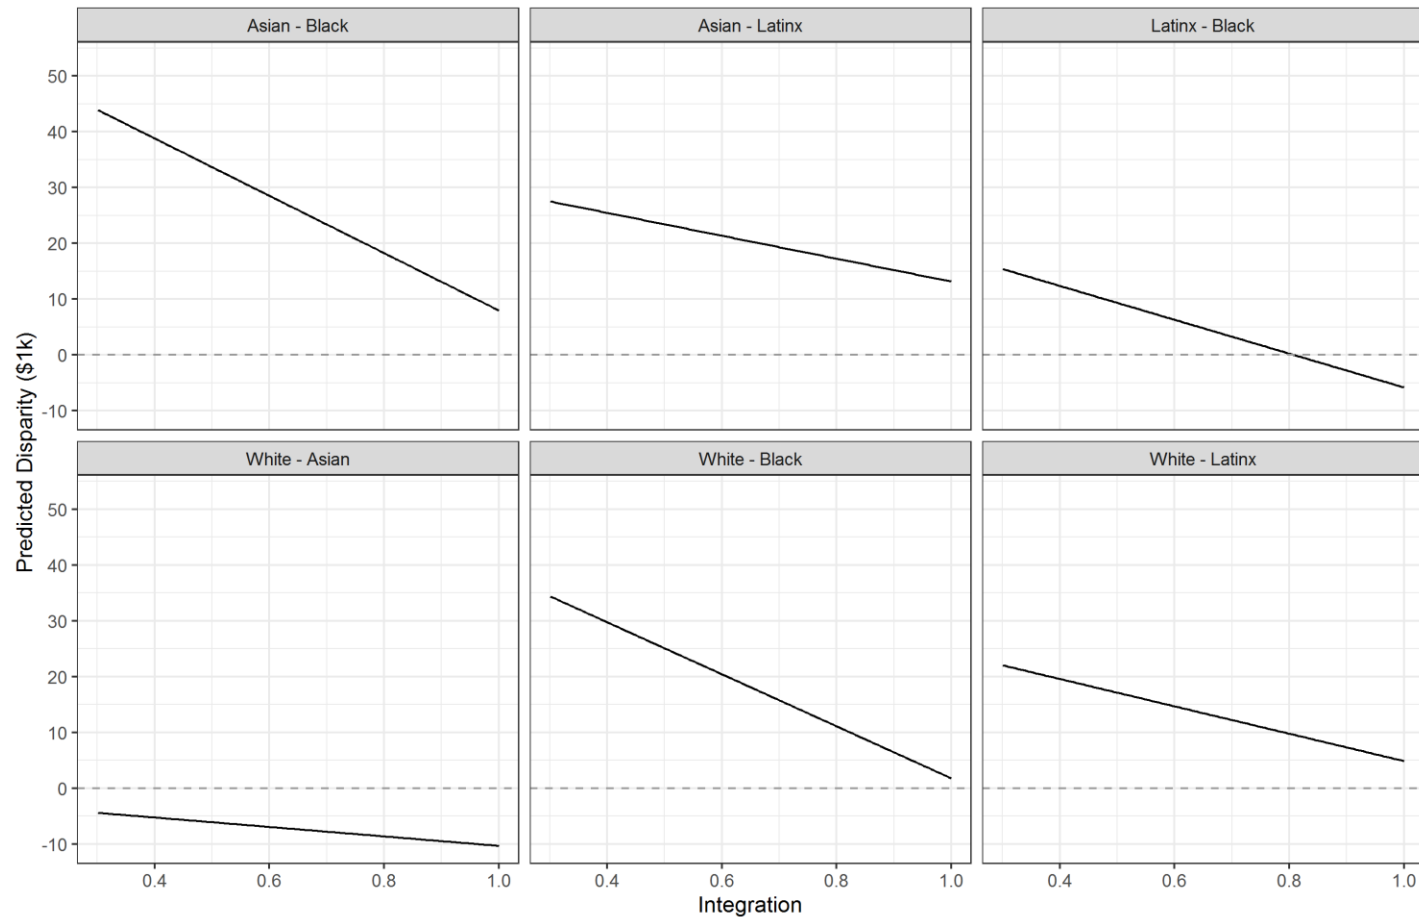 Asian - Black
Asian - Latinx
Latinx - Black
50
40
30
20
10
0
-10
White - Asian
White - Black
White - Latinx
50
40
30
20
10
0
-10
0.4 0.6 0.8 1.0
0.4 0.6 0.8 1.0
0.4 0.6 0.8 1.0
Predicted Disparity ($1k)
Integration